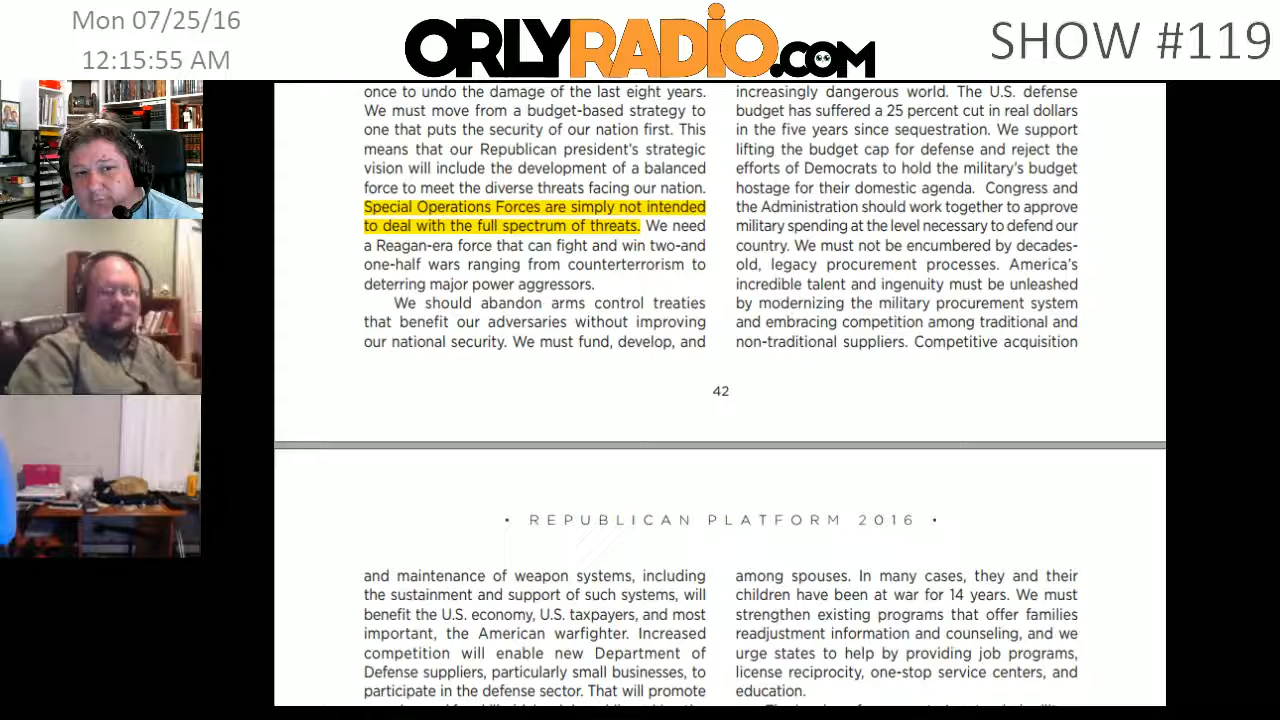 Mon 07/25/16
12:15:55 AM
ORLYRADIO.COM
SHOW #119
once to undo the damage of the last eight years.
We must move from a budget-based strategy to
one that puts the security of our nation first. This
means that our Republican president's strategic
vision will include the development of a balanced
force to meet the diverse threats facing our nation.
Special Operations Forces are simply not intended
to deal with the full spectrum of threats. We need
a Reagan-era force that can fight and win two-and
one-half wars ranging from counterterrorism to
deterring major power aggressors.
We should abandon arms control treaties
that benefit our adversaries without improving
our national security. We must fund, develop, and
increasingly dangerous world. The U.S. defense
budget has suffered a 25 percent cut in real dollars
in the five years since sequestration. We support
lifting the budget cap for defense and reject the
efforts of Democrats to hold the military's budget
hostage for their domestic agenda. Congress and
the Administration should work together to approve
military spending at the level necessary to defend our
country. We must not be encumbered by decades-
old, legacy procurement processes. America's
incredible talent and ingenuity must be unleashed
by modernizing the military procurement system
and embracing competition among traditional and
non-traditional suppliers. Competitive acquisition
42
• REPUBLICAN PLATFORM 2016 •
and maintenance of weapon systems, including
the sustainment and support of such systems, will
benefit the U.S. economy, U.S. taxpayers, and most
important, the American warfighter. Increased
competition will enable new Department of
Defense suppliers, particularly small businesses, to
participate in the defense sector. That will promote
among spouses. In many cases, they and their
children have been at war for 14 years. We must
strengthen existing programs that offer families
readjustment information and counseling, and we
urge states to help by providing job programs,
license reciprocity, one-stop service centers, and
education.